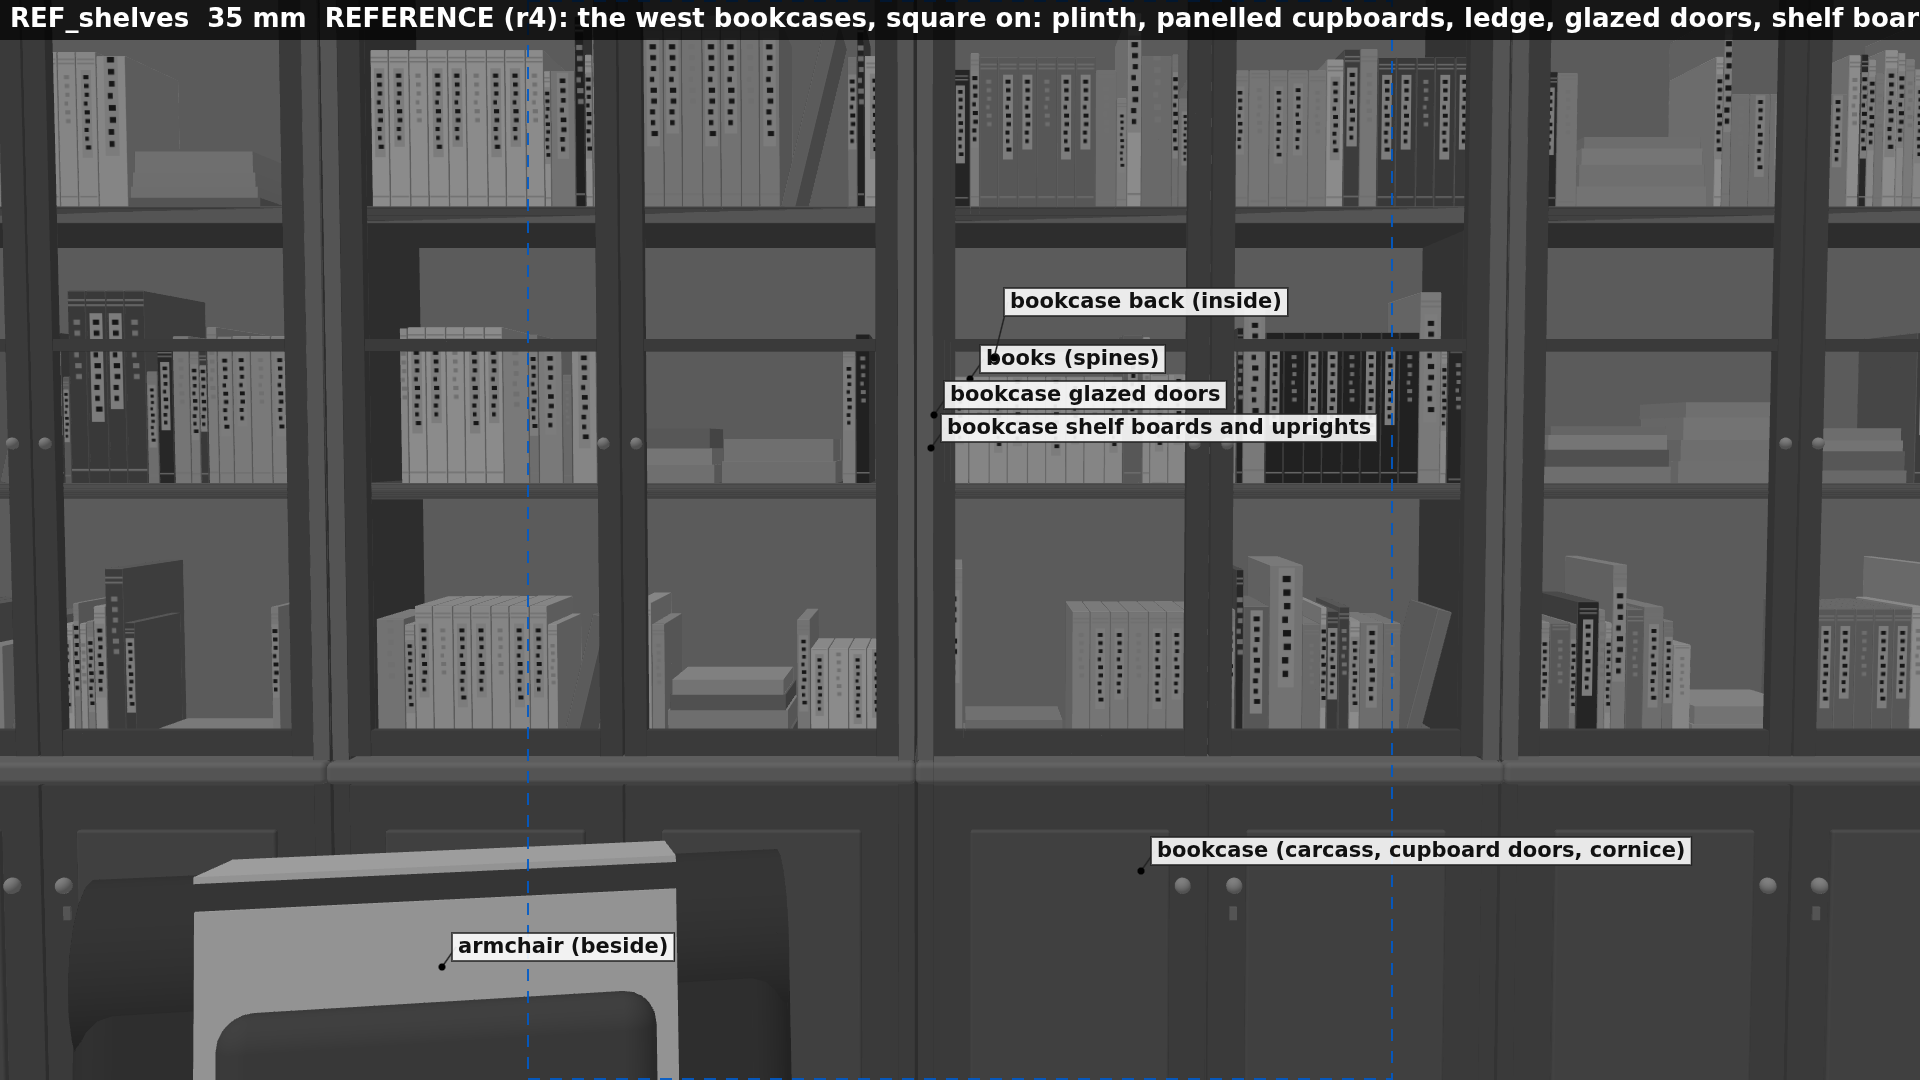 REF_shelves 35 mm REFERENCE (r4): the west bookcases, square on: plinth, panelled cupboards, ledge, glazed doors, shelf boar
bookcase back (inside)
books (spines)
bookcase glazed doors
bookcase shelf boards and uprights
bookcase (carcass, cupboard doors, cornice)
armchair (beside)